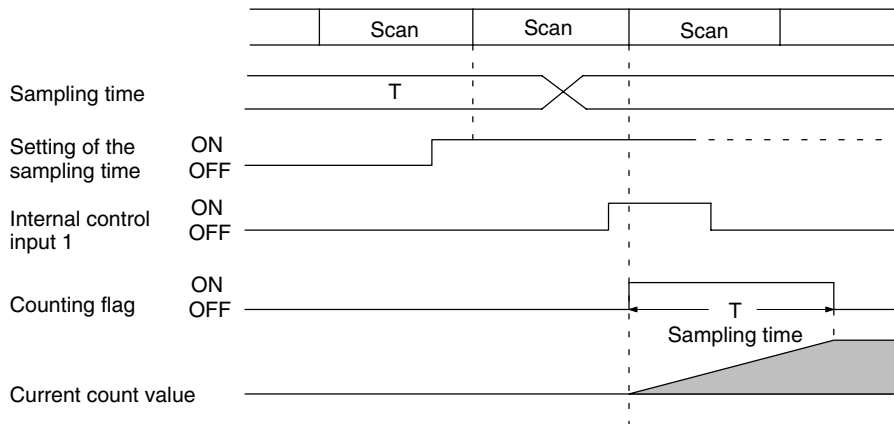 Scan Scan Scan
Sampling time T
Setting of the ON
sampling time OFF
Internal control ON
input 1 OFF
ON
Counting flag OFF T
Sampling time
Current count value